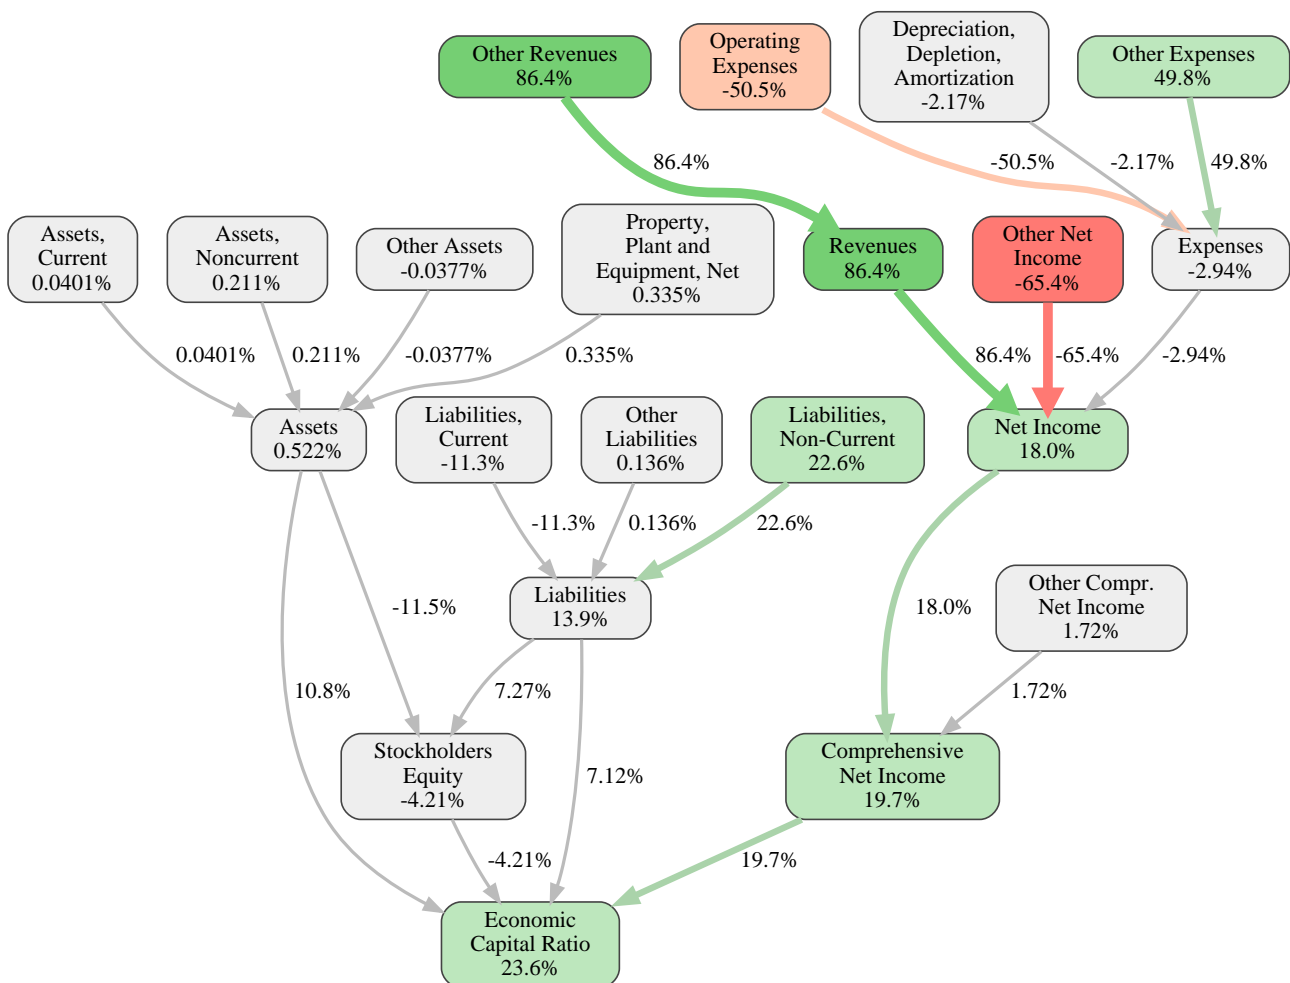 Other Revenues
86.4%
Operating
Expenses
-50.5%
Depreciation,
Depletion,
Amortization
-2.17%
Other Expenses
49.8%
86.4%
-50.5%
-2.17%
49.8%
Assets,
Current
0.0401%
Assets,
Noncurrent
0.211%
Other Assets
-0.0377%
Property,
Plant and
Equipment, Net
0.335%
Revenues
86.4%
Other Net
Income
-65.4%
Expenses
-2.94%
0.0401%
0.211%
-0.0377%
0.335%
86.4%
-65.4%
-2.94%
Assets
0.522%
Liabilities,
Current
-11.3%
Other
Liabilities
0.136%
Liabilities,
Non-Current
22.6%
Net Income
18.0%
-11.3%
0.136%
22.6%
Liabilities
13.9%
Other Compr.
Net Income
1.72%
-11.5%
18.0%
10.8%
7.27%
1.72%
Stockholders
Equity
-4.21%
7.12%
Comprehensive
Net Income
19.7%
-4.21%
19.7%
Economic
Capital Ratio
23.6%